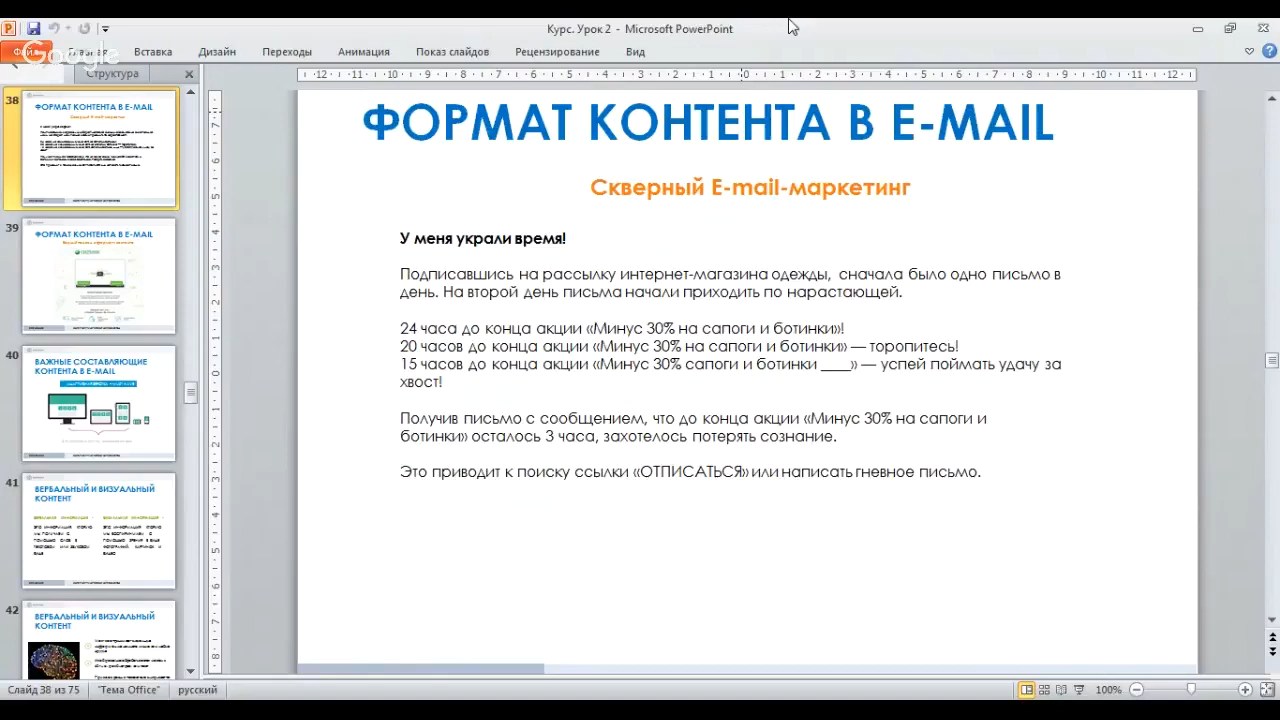 Курс. Урок 2 - Microsoft PowerPoint
Google
Файл Главная Вставка Дизайн Переходы Анимация Показ слайдов Рецензирование Вид
Структура
38
ФОРМАТ КОНТЕНТА В E-MAIL
39
ФОРМАТ КОНТЕНТА В E-MAIL
40
ВАЖНЫЕ СОСТАВЛЯЮЩИЕ
КОНТЕНТА В E-MAIL
41
ВЕРБАЛЬНЫЙ И ВИЗУАЛЬНЫЙ
КОНТЕНТ
42
ВЕРБАЛЬНЫЙ И ВИЗУАЛЬНЫЙ
КОНТЕНТ
ФОРМАТ КОНТЕНТА В E-MAIL
Скверный E-mail-маркетинг
У меня украли время!
Подписавшись на рассылку интернет-магазина одежды, сначала было одно письмо в
день. На второй день письма начали приходить по нарастающей.
24 часа до конца акции «Минус 30% на сапоги и ботинки»!
20 часов до конца акции «Минус 30% на сапоги и ботинки» — торопитесь!
15 часов до конца акции «Минус 30% сапоги и ботинки ____» — успей поймать удачу за
хвост!
Получив письмо с сообщением, что до конца акции «Минус 30% на сапоги и
ботинки» осталось 3 часа, захотелось потерять сознание.
Это приводит к поиску ссылки «ОТПИСАТЬСЯ» или написать гневное письмо.
Слайд 38 из 75 "Тема Office" русский 100%